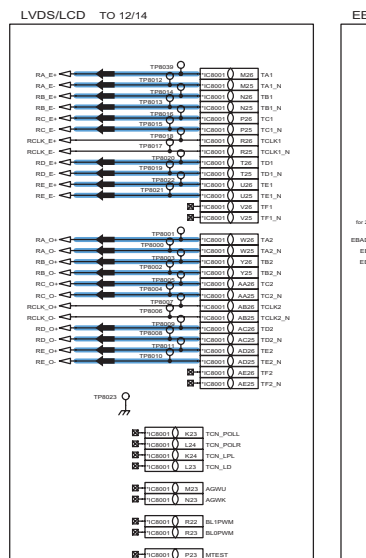 LVDS/LCD TO 12/14
EE
TP8039
RA_E+ *IC8001 M26 TA1
TP8012
RA_E- *IC8001 M25 TA1_N
TP8014
RB_E+ *IC8001 N26 TB1
TP8013
RB_E- *IC8001 N25 TB1_N
TP8016
RC_E+ *IC8001 P26 TC1
TP8015
RC_E- *IC8001 P25 TC1_N
TP8018
RCLK_E+ *IC8001 R26 TCLK1
TP8017
RCLK_E- *IC8001 R25 TCLK1_N
TP8020
RD_E+ *IC8001 T26 TD1
TP8019
RD_E- *IC8001 T25 TD1_N
TP8022
RE_E+ *IC8001 U26 TE1
TP8021
RE_E- *IC8001 U25 TE1_N
*IC8001 V26 TF1
*IC8001 V25 TF1_N
for 2
TP8001
RA_O+ *IC8001 W26 TA2
EBA
TP8000
RA_O- *IC8001 W25 TA2_N
TP8003
RB_O+ *IC8001 Y26 TB2
TP8002
RB_O- *IC8001 Y25 TB2_N
TP8005
RC_O+ *IC8001 AA26 TC2
TP8004
RC_O- *IC8001 AA25 TC2_N
TP8007
RCLK_O+ *IC8001 AB26 TCLK2
TP8006
RCLK_O- *IC8001 AB25 TCLK2_N
TP8009
RD_O+ *IC8001 AC26 TD2
TP8008
RD_O- *IC8001 AC25 TD2_N
TP8011
RE_O+ *IC8001 AD26 TE2
TP8010
RE_O- *IC8001 AD25 TE2_N
*IC8001 AE26 TF2
*IC8001 AE25 TF2_N
TP8023
*IC8001 K23 TCN_POLL
*IC8001 L24 TCN_POLR
*IC8001 K24 TCN_LPL
*IC8001 L23 TCN_LD
*IC8001 M23 AGWU
*IC8001 N23 AGWK
*IC8001 R22 BL1PWM
*IC8001 R23 BL0PWM
*IC8001 P23 MTEST